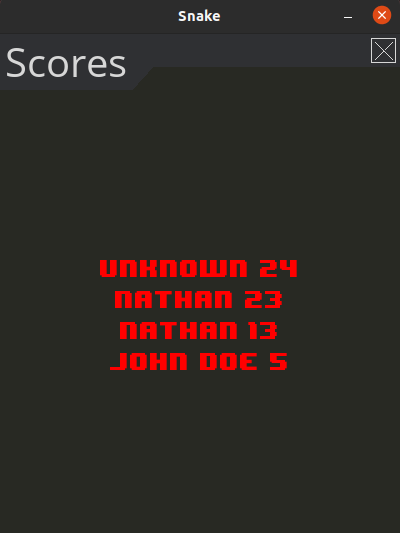 Snake
Scores
UNKNOWN 24
NATHAN 23
NATHAN 13
JOHN DOE 5